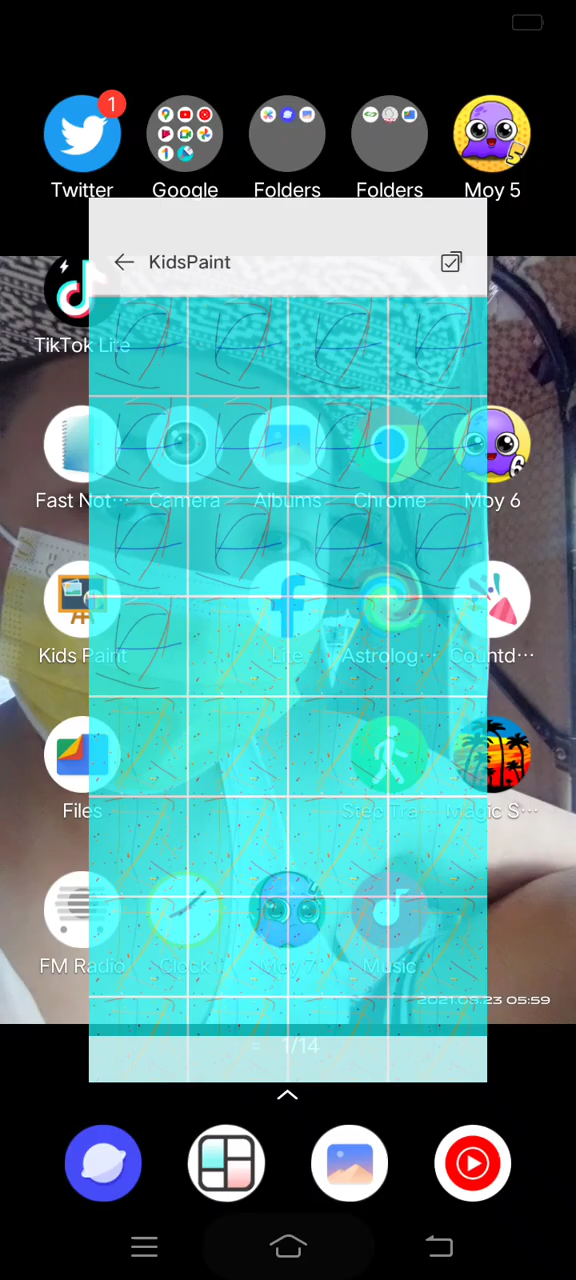 1
Twitter Google Folders Folders Moy 5
5
← KidsPaint
TikTok Lite
Fast Not··· Camera Albums Chrome Moy 6
Kids Paint Lite Astrolog··· Countd···
Files Step Tra··· Magic S···
FM Radio Clock Moy 7 Music
2021.09.23 05:59
1/14